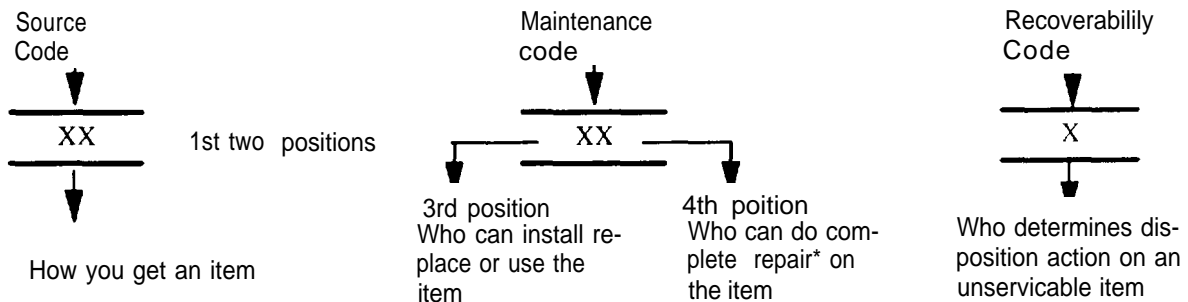 Source
Code
XX
1st two positions
How you get an item
Maintenance
code
XX
3rd position
Who can install re-
place or use the
item
4th poition
Who can do com-
plete repair* on
the item
Recoverabilily
Code
X
Who determines dis-
position action on an
unservicable item